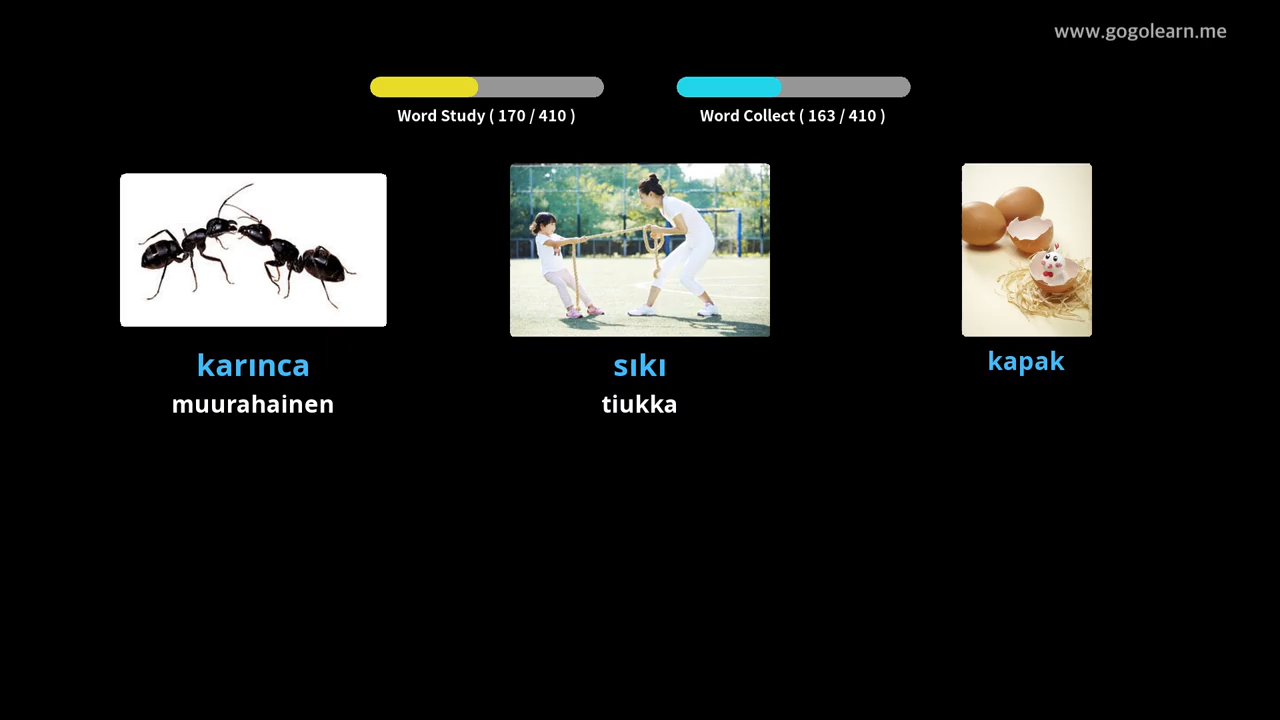 www.gogolearn.me
Word Study ( 170 / 410 )
Word Collect ( 163 / 410 )
karınca
muurahainen
sıkı
tiukka
kapak